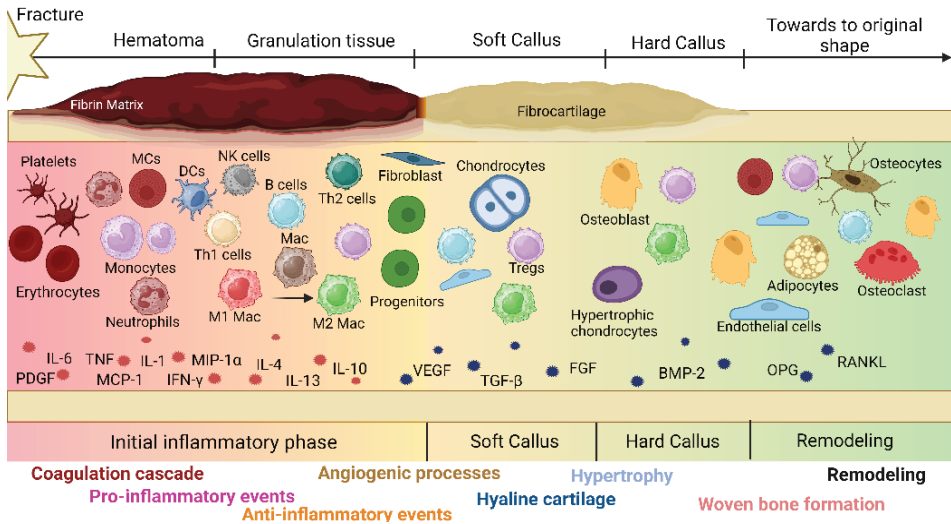 Fracture
Hematoma
Granulation tissue
Soft Callus
Hard Callus
Towards to original
shape
Fibrin Matrix
Fibrocartilage
Platelets
MCs
DCs
NK cells
B cells
Th2 cells
Fibroblast
Chondrocytes
Osteocytes
Erythrocytes
Monocytes
Neutrophils
Th1 cells
Mac
M1 Mac
M2 Mac
Progenitors
Tregs
Osteoblast
Hypertrophic
chondrocytes
Adipocytes
Osteoclast
Endothelial cells
IL-6
TNF
IL-1
MIP-1α
IL-4
IL-10
PDGF
MCP-1
IFN-γ
IL-13
VEGF
TGF-β
FGF
BMP-2
OPG
RANKL
Initial inflammatory phase
Soft Callus
Hard Callus
Remodeling
Coagulation cascade
Angiogenic processes
Hypertrophy
Remodeling
Pro-inflammatory events
Hyaline cartilage
Woven bone formation
Anti-inflammatory events